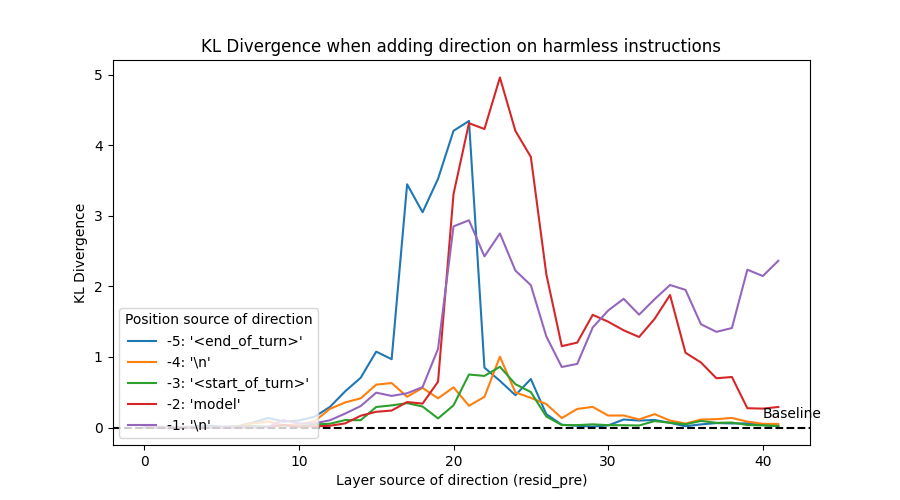 KL Divergence when adding direction on harmless instructions
KL Divergence
5
4
3
2
1
0
Position source of direction
-5: '<end_of_turn>'
-4: '\n'
-3: '<start_of_turn>'
-2: 'model'
-1: '\n'
Baseline
0 10 20 30 40
Layer source of direction (resid_pre)